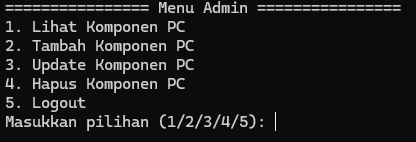 ================ Menu Admin ================
1. Lihat Komponen PC
2. Tambah Komponen PC
3. Update Komponen PC
4. Hapus Komponen PC
5. Logout
Masukkan pilihan (1/2/3/4/5):